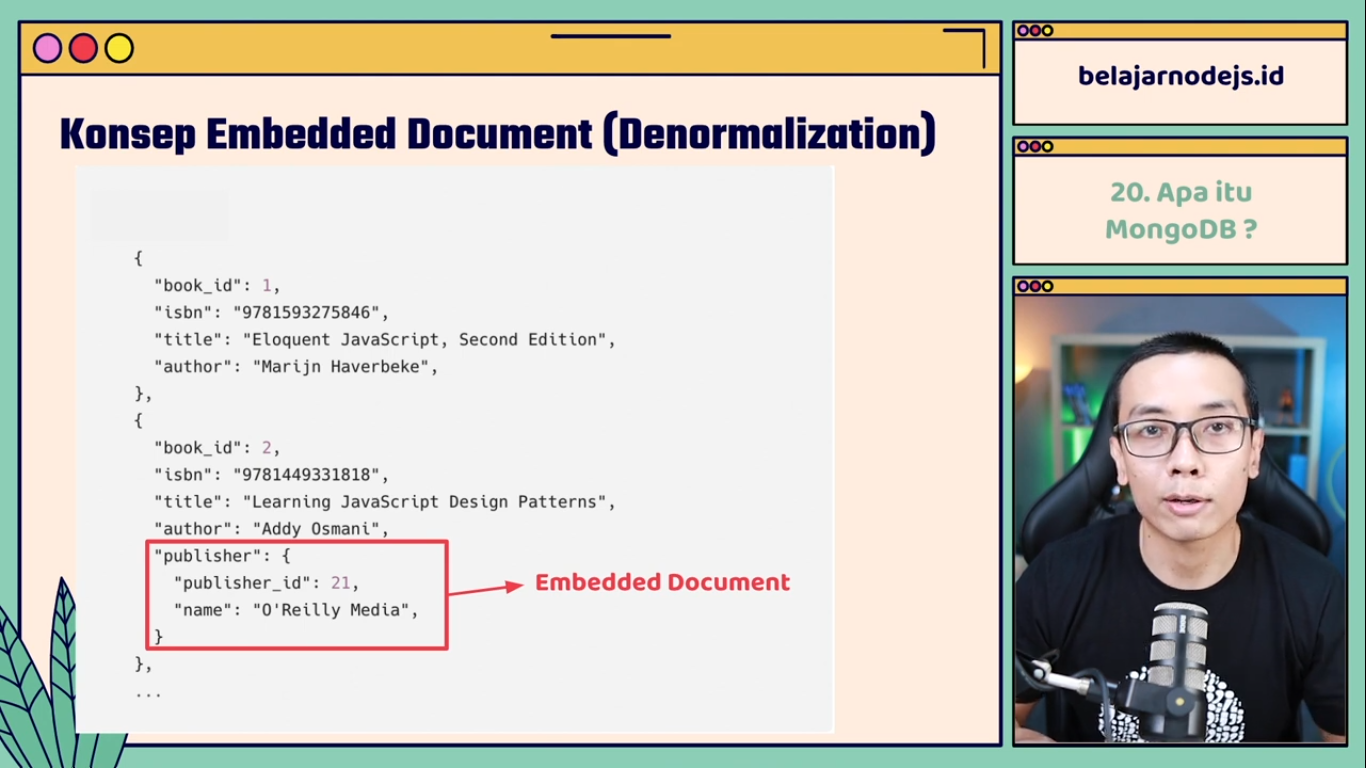 Konsep Embedded Document (Denormalization)
{
"book_id": 1,
"isbn": "9781593275846",
"title": "Eloquent JavaScript, Second Edition",
"author": "Marijn Haverbeke",
},
{
"book_id": 2,
"isbn": "9781449331818",
"title": "Learning JavaScript Design Patterns",
"author": "Addy Osmani",
"publisher": {
"publisher_id": 21,
"name": "O'Reilly Media",
}
},
...
Embedded Document
belajarnodejs.id
20. Apa itu
MongoDB ?